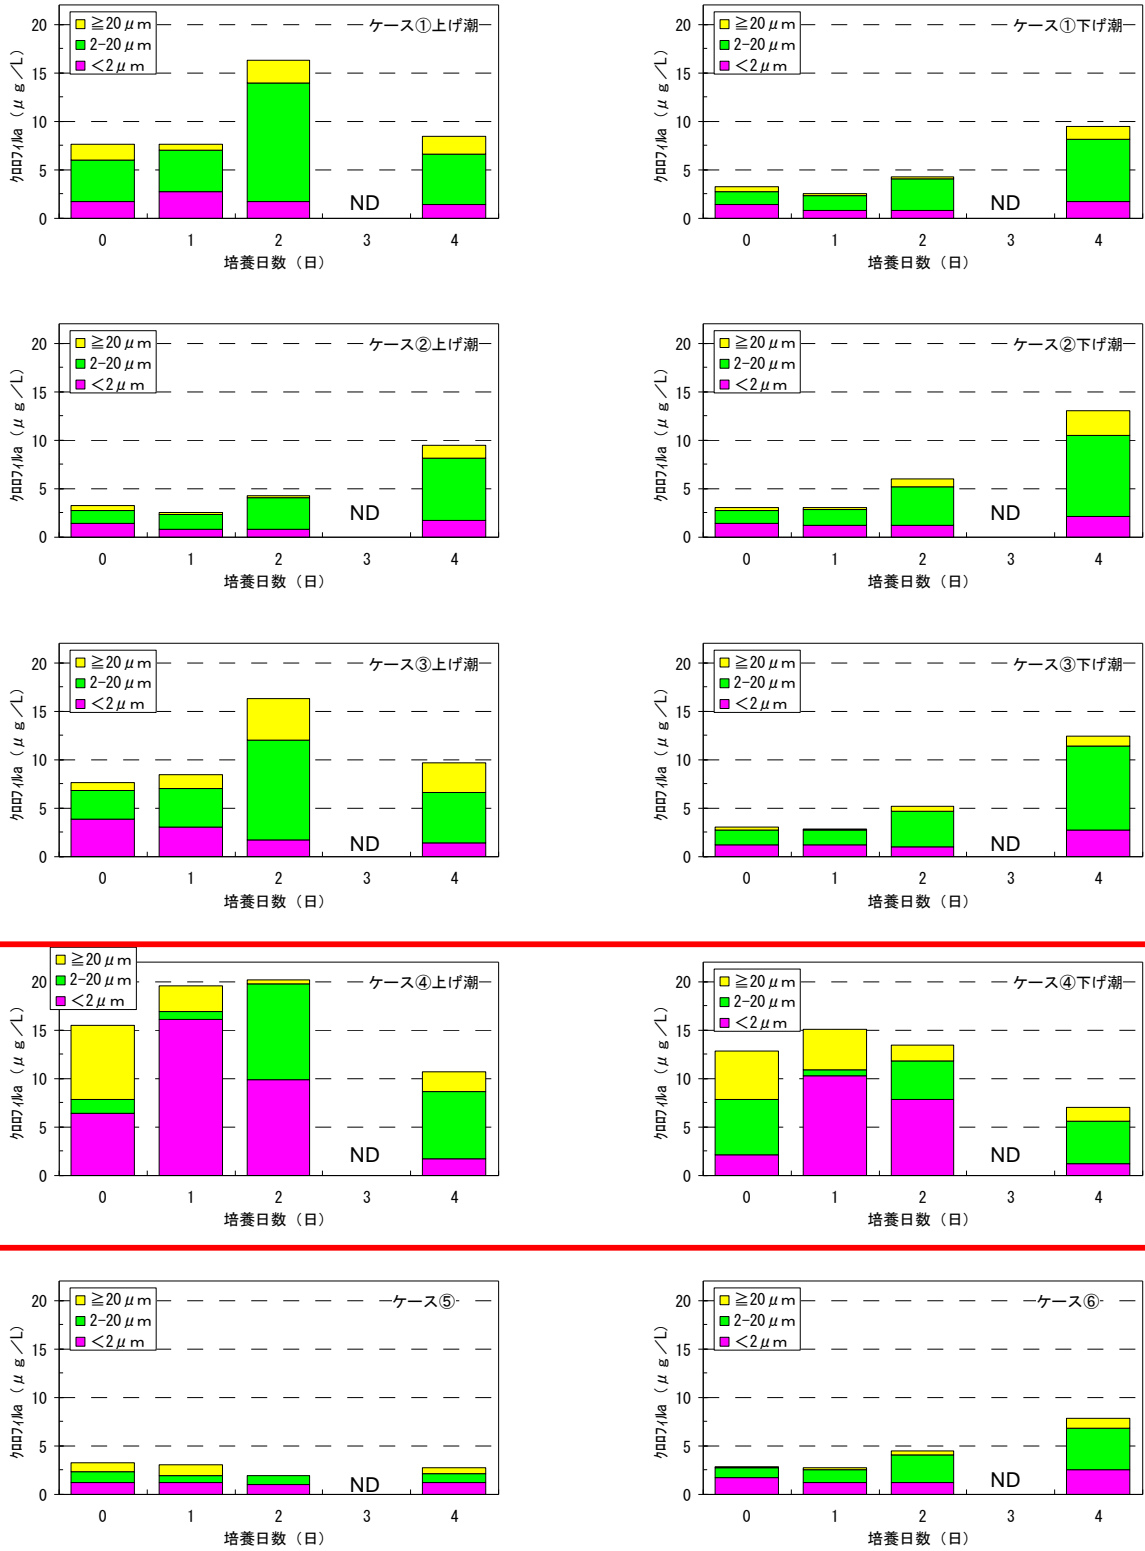 ≧20μm
2-20μm
<2μm
ケース①上げ潮
クロロフィルa (μg/L)
20
15
10
5
0
ND
0 1 2 3 4
培養日数(日)
≧20μm
2-20μm
<2μm
ケース①下げ潮
クロロフィルa (μg/L)
20
15
10
5
0
ND
0 1 2 3 4
培養日数(日)
≧20μm
2-20μm
<2μm
ケース②上げ潮
クロロフィルa (μg/L)
20
15
10
5
0
ND
0 1 2 3 4
培養日数(日)
≧20μm
2-20μm
<2μm
ケース②下げ潮
クロロフィルa (μg/L)
20
15
10
5
0
ND
0 1 2 3 4
培養日数(日)
≧20μm
2-20μm
<2μm
ケース③上げ潮
クロロフィルa (μg/L)
20
15
10
5
0
ND
0 1 2 3 4
培養日数(日)
≧20μm
2-20μm
<2μm
ケース③下げ潮
クロロフィルa (μg/L)
20
15
10
5
0
ND
0 1 2 3 4
培養日数(日)
≧20μm
2-20μm
<2μm
ケース④上げ潮
クロロフィルa (μg/L)
20
15
10
5
0
ND
0 1 2 3 4
培養日数(日)
≧20μm
2-20μm
<2μm
ケース④下げ潮
クロロフィルa (μg/L)
20
15
10
5
0
ND
0 1 2 3 4
培養日数(日)
≧20μm
2-20μm
<2μm
ケース⑤
クロロフィルa (μg/L)
20
15
10
5
0
ND
0 1 2 3 4
培養日数(日)
≧20μm
2-20μm
<2μm
ケース⑥
クロロフィルa (μg/L)
20
15
10
5
0
ND
0 1 2 3 4
培養日数(日)